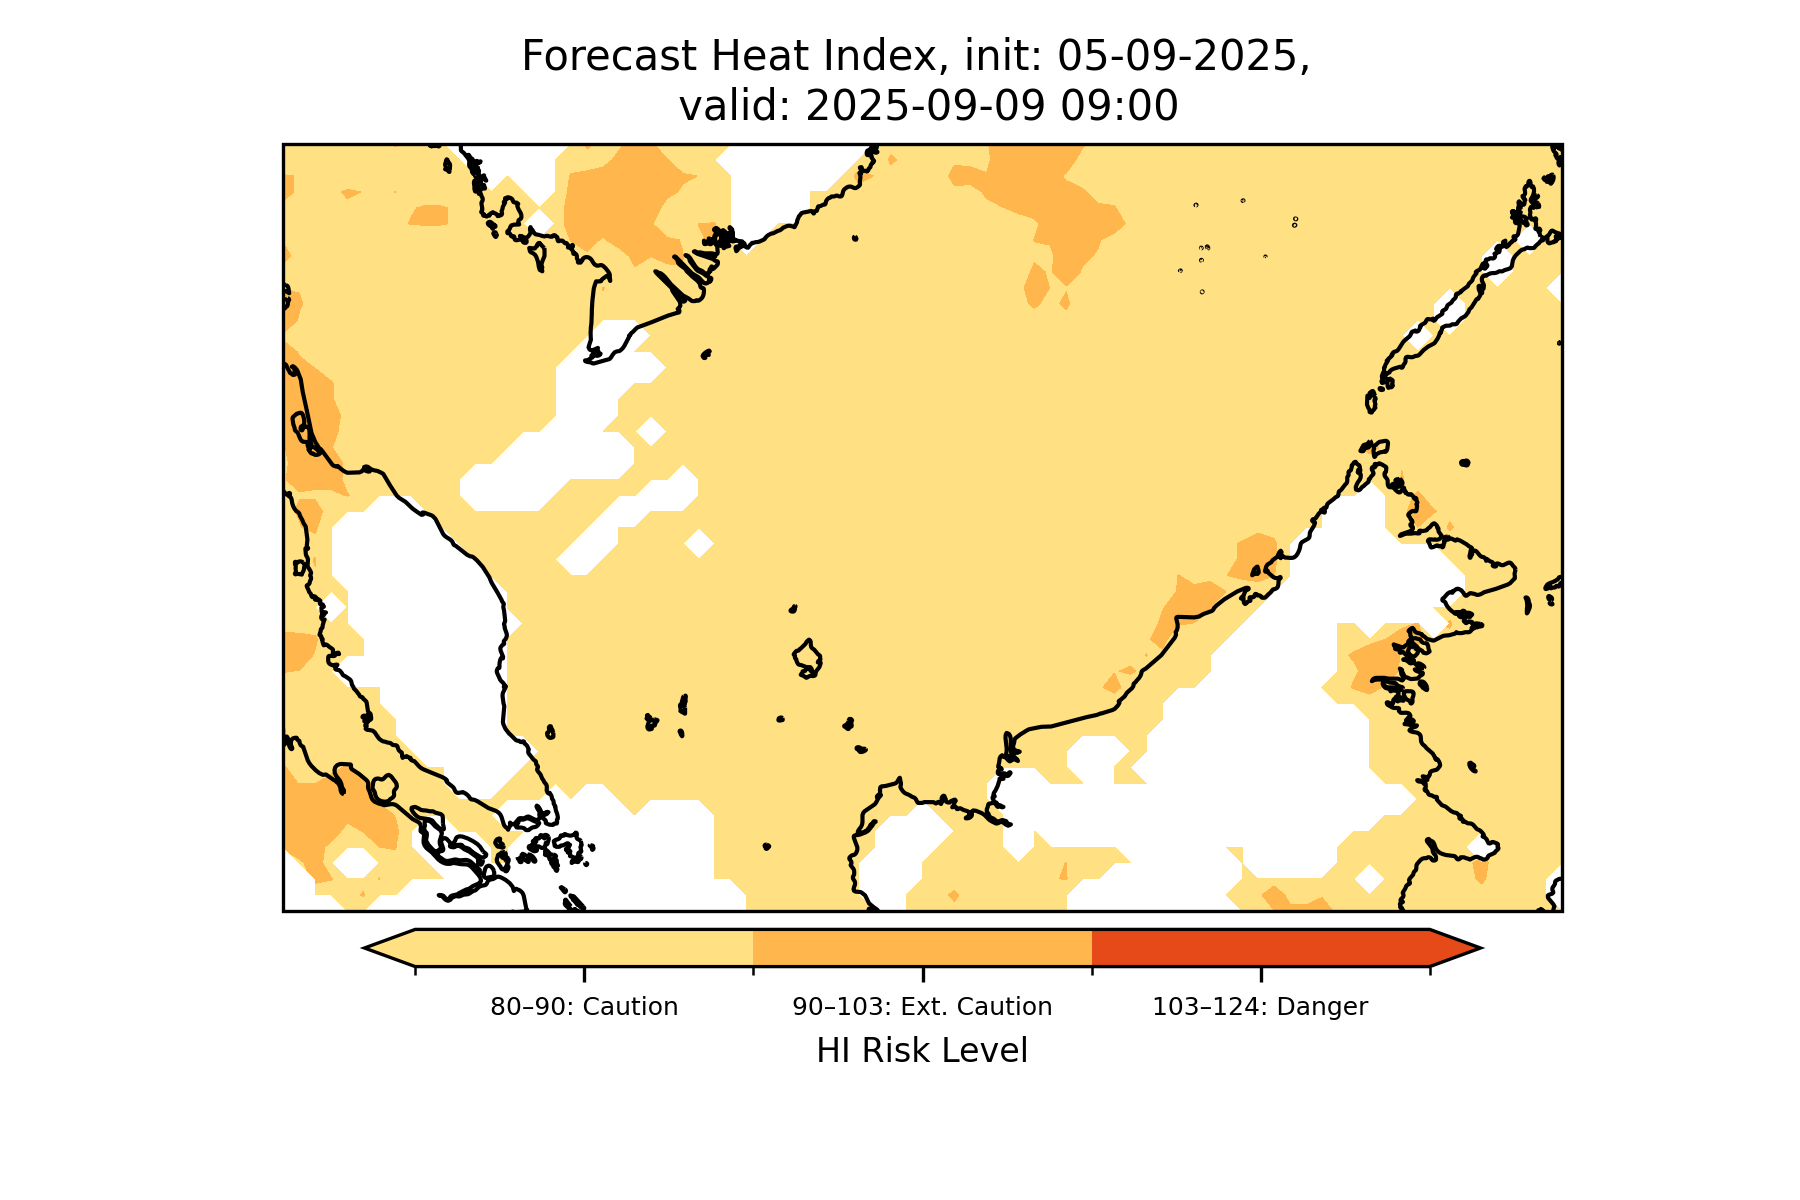 Forecast Heat Index, init: 05-09-2025,
valid: 2025-09-09 09:00
80–90: Caution
90–103: Ext. Caution
103–124: Danger
HI Risk Level